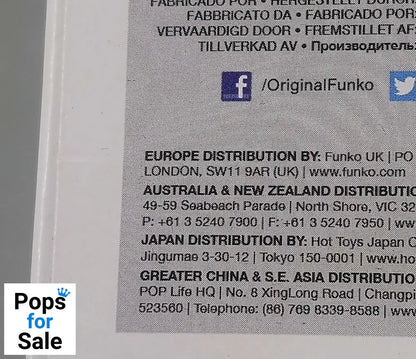 FABRICADO POR • HERGESTELLT DURCH
FABBRICATO DA • FABRICADO POR:
VERVAARDIGD DOOR • FREMSTILLET AF:
TILLVERKAD AV • Производитель
/OriginalFunko
EUROPE DISTRIBUTION BY: Funko UK | PO
LONDON, SW11 9AR (UK) | www.funko.com
AUSTRALIA & NEW ZEALAND DISTRIBUTIO
49-59 Seabeach Parade | North Shore, VIC 32
P: +61 3 5240 7900 | F: +61 3 5240 7950 | ww
JAPAN DISTRIBUTION BY: Hot Toys Japan C
Jingumae 3-30-12 | Tokyo 150-0001 | www.ho
GREATER CHINA & S.E. ASIA DISTRIBUTIO
POP Life HQ | No. 8 XingLong Road | Changpi
523560 | Telephone: (86) 769 8339-8588 | www
Pops
for
Sale